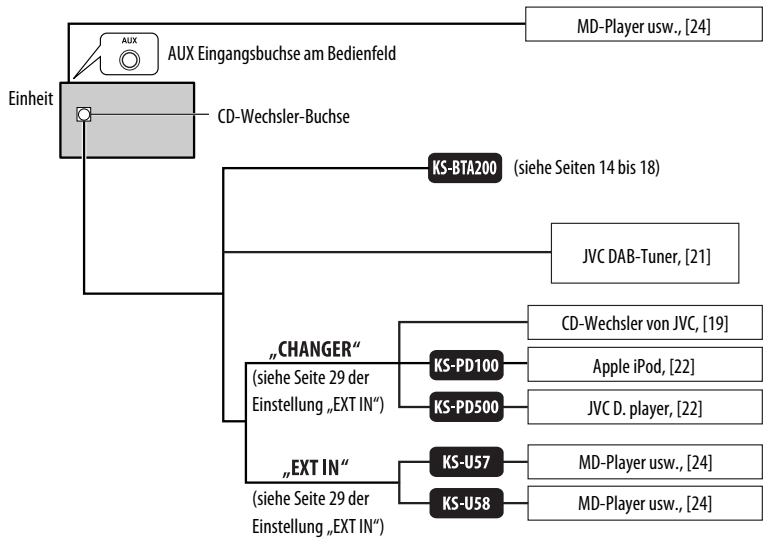 MD-Player usw., [24]
AUX
AUX Eingangsbuchse am Bedienfeld
Einheit
CD-Wechsler-Buchse
KS-BTA200 (siehe Seiten 14 bis 18)
JVC DAB-Tuner, [21]
CD-Wechsler von JVC, [19]
„CHANGER“
(siehe Seite 29 der
Einstellung „EXT IN“)
KS-PD100
Apple iPod, [22]
KS-PD500
JVC D. player, [22]
„EXT IN“
(siehe Seite 29 der
Einstellung „EXT IN“)
KS-U57
MD-Player usw., [24]
KS-U58
MD-Player usw., [24]